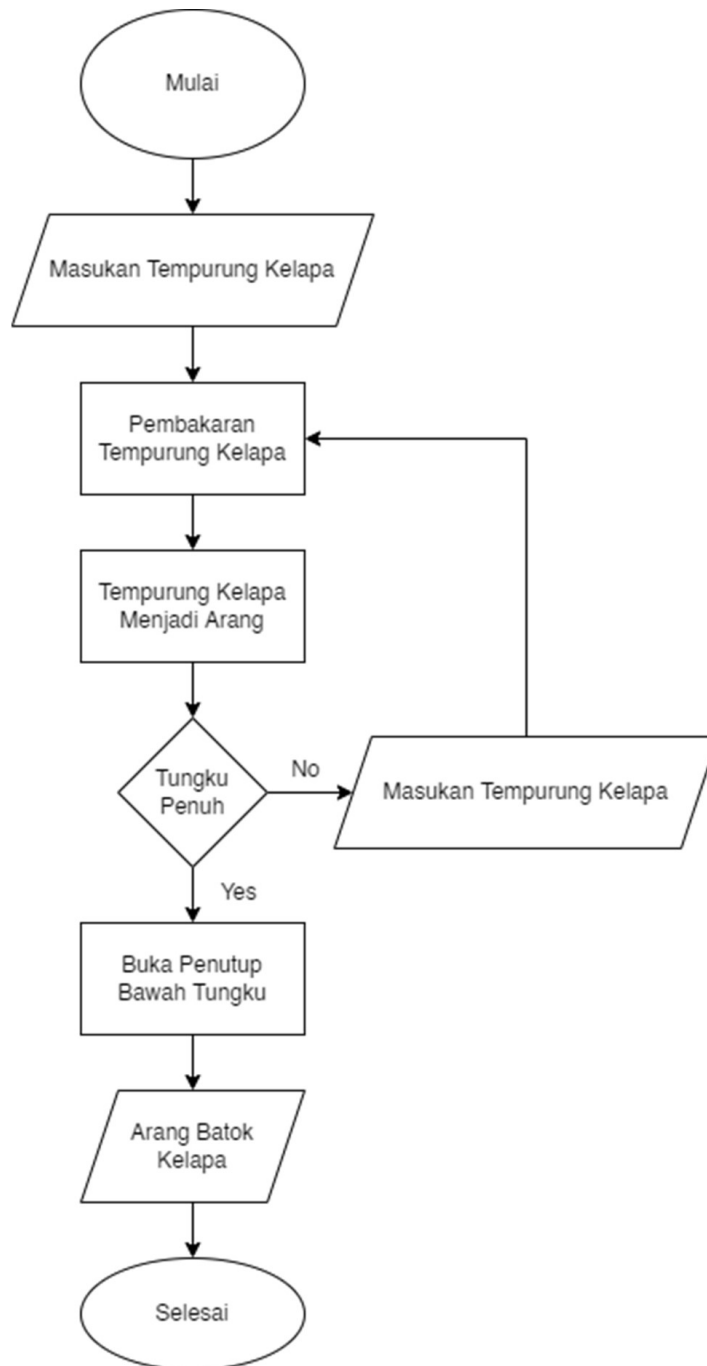 Mulai
Masukan Tempurung Kelapa
Pembakaran
Tempurung Kelapa
Tempurung Kelapa
Menjadi Arang
Tungku
Penuh
No
Masukan Tempurung Kelapa
Yes
Buka Penutup
Bawah Tungku
Arang Batok
Kelapa
Selesai